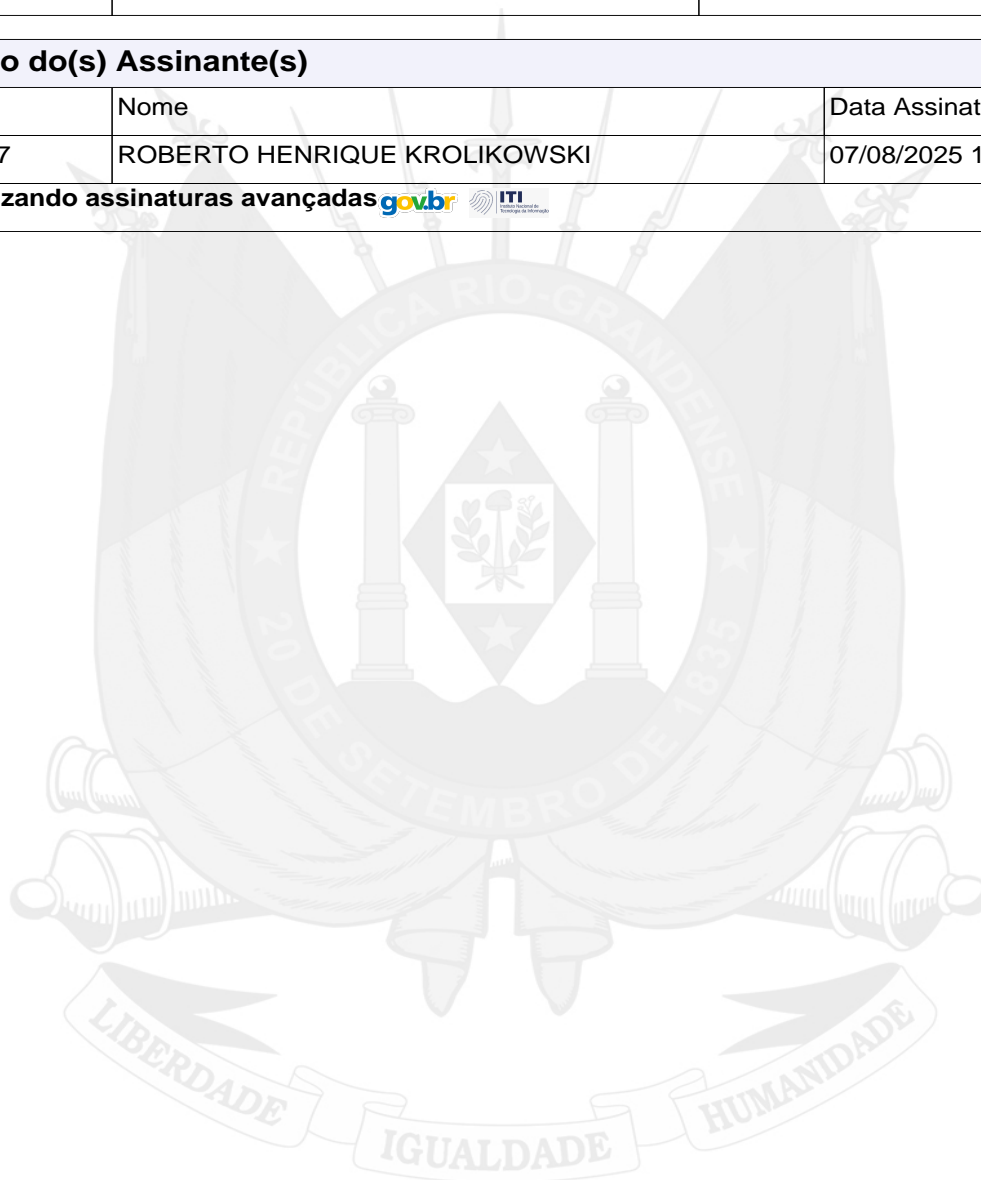 o do(s) Assinante(s)
Nome Data Assinat
7 ROBERTO HENRIQUE KROLIKOWSKI 07/08/2025 1
zando assinaturas avançadas gov.br ITI
REPÚBLICA RIO-GRANDENSE
20 DE SETEMBRO DE 1835
LIBERDADE IGUALDADE HUMANIDADE